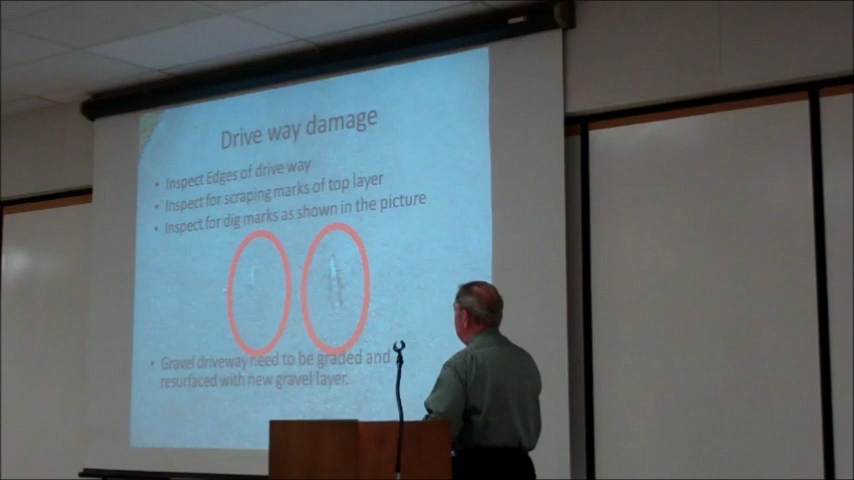 Drive way damage
• Inspect Edges of drive way
• Inspect for scraping marks of top layer
• Inspect for dig marks as shown in the picture
• Gravel driveway need to be graded and
resurfaced with new gravel layer.